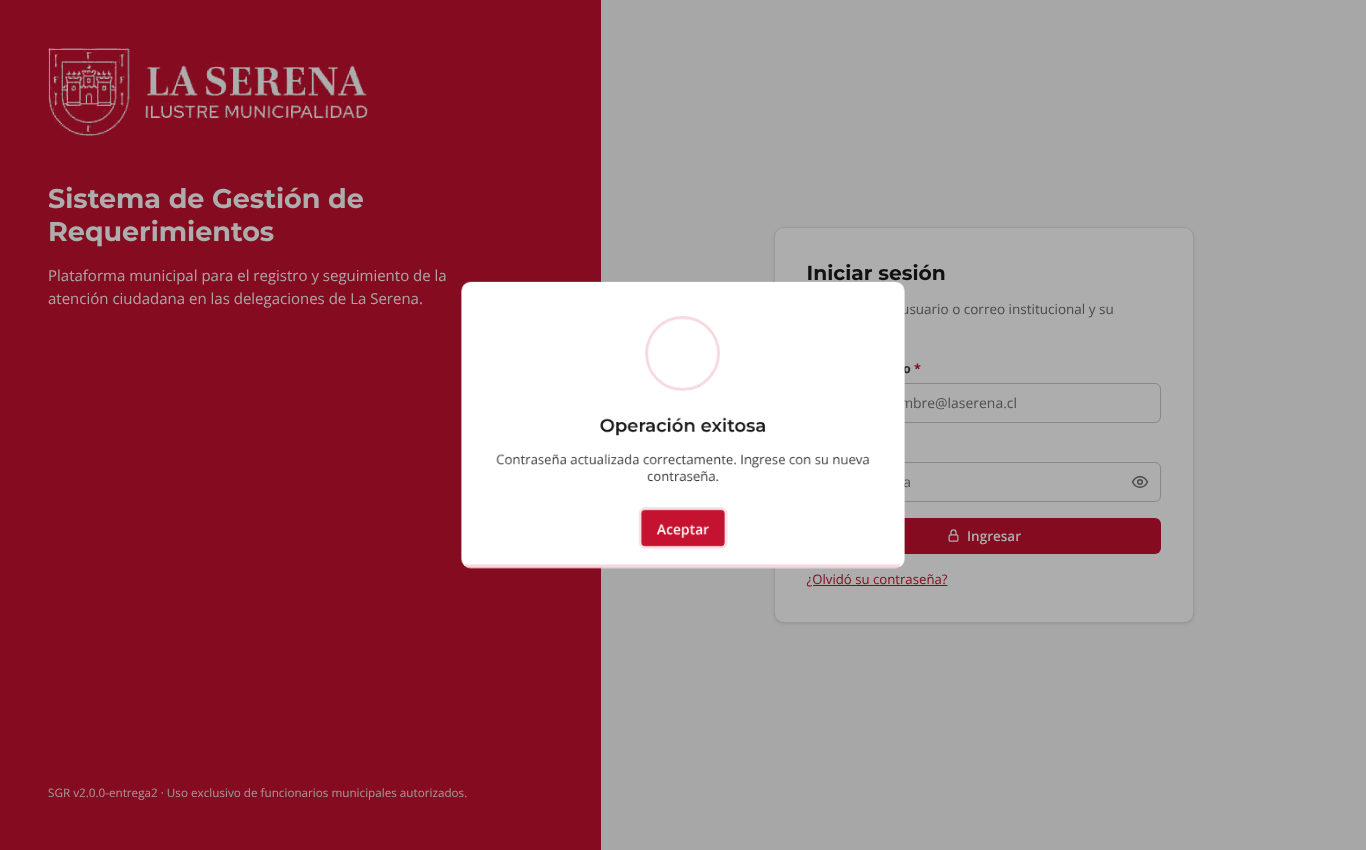 LA SERENA
ILUSTRE MUNICIPALIDAD
Sistema de Gestión de
Requerimientos
Plataforma municipal para el registro y seguimiento de la
atención ciudadana en las delegaciones de La Serena.
SGR v2.0.0-entrega2 · Uso exclusivo de funcionarios municipales autorizados.
Iniciar sesión
usuario o correo institucional y su
*
@laserena.cl
Ingresar
¿Olvidó su contraseña?
Operación exitosa
Contraseña actualizada correctamente. Ingrese con su nueva
contraseña.
Aceptar